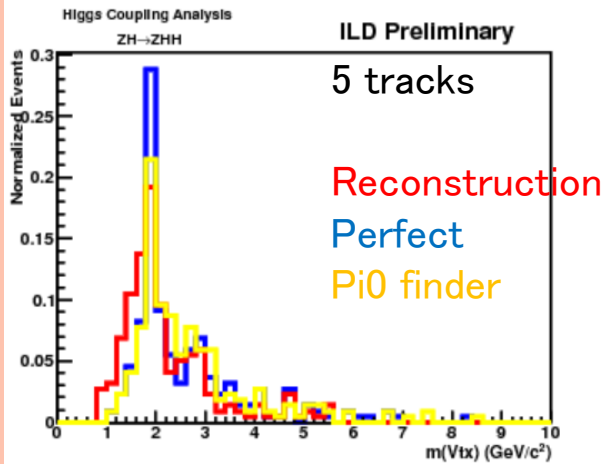 Higgs Coupling Analysis
ZH→ZHH
ILD Preliminary
Normalized Events
0.3
0.25
0.2
0.15
0.1
0.05
0
5 tracks
Reconstruction
Perfect
Pi0 finder
0 1 2 3 4 5 6 7 8 9 10
m(Vtx) (GeV/c²)